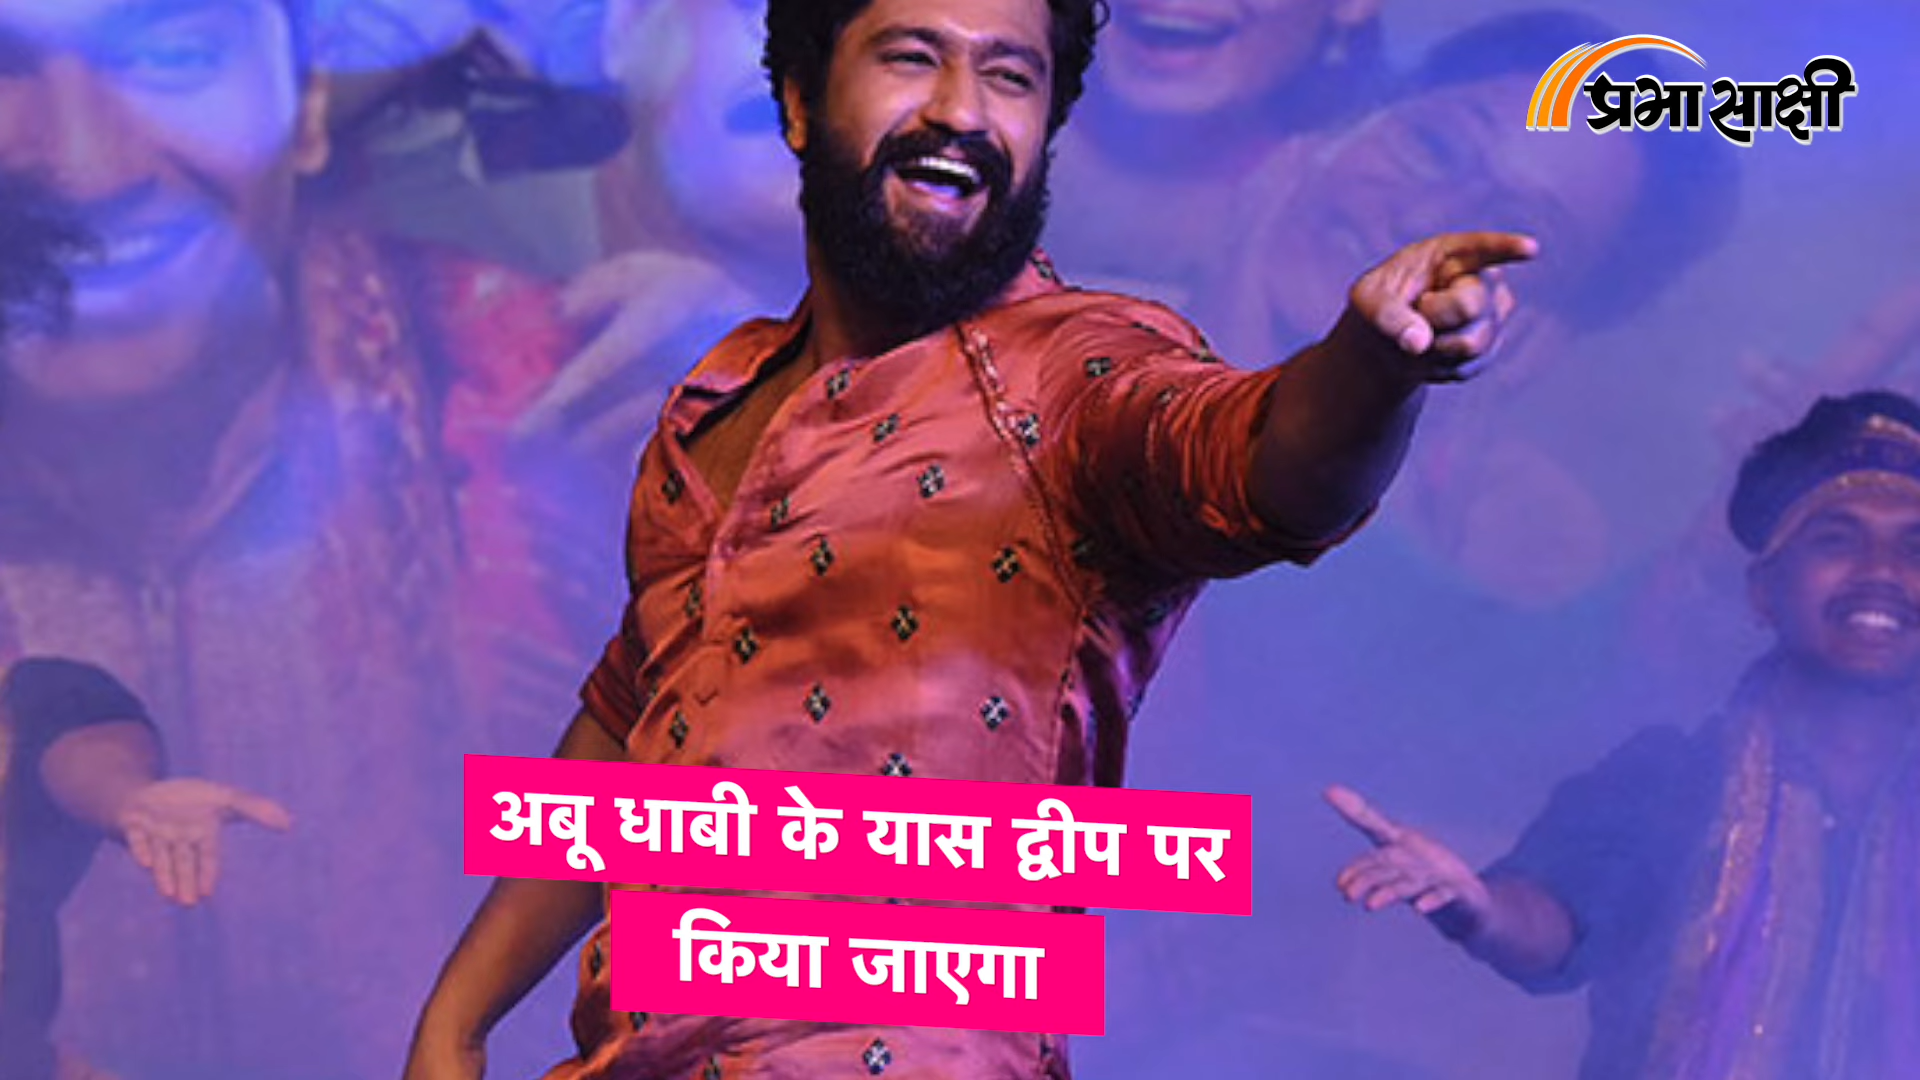 प्रभासाक्षी
अबू धाबी के यास द्वीप पर
किया जाएगा